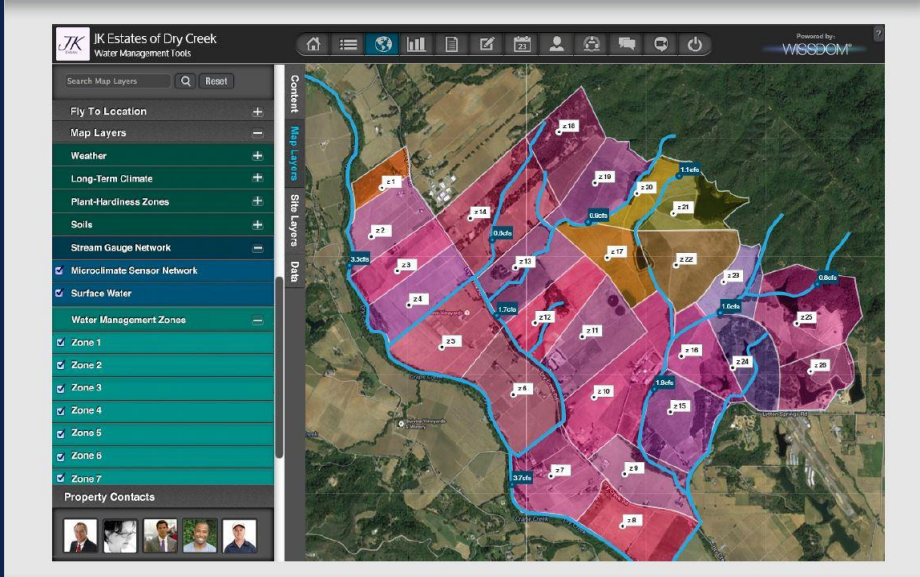 JK
JK Estates of Dry Creek
Water Management Tools
23
Powered by:
WISSDOM
?
Search Map Layers
Reset
Fly To Location
Map Layers
Weather
Long-Term Climate
Plant-Hardiness Zones
Soils
Stream Gauge Network
Microclimate Sensor Network
Surface Water
Water Management Zones
Zone 1
Zone 2
Zone 3
Zone 4
Zone 5
Zone 6
Zone 7
Property Contacts
Content
Map Layers
Site Layers
Data
z 18
z 1
z 19
1.1cfs
z 20
z 14
0.9cfs
z 21
z 2
0.9cfs
3.3cfs
z 3
z 13
z 17
z 22
z 23
0.8cfs
z 4
1.7cfs
z 12
1.0cfs
z 25
z 11
z 5
z 16
z 24
z 26
z 6
z 10
1.8cfs
z 15
Lytton Springs Rd
z 7
z 9
3.7cfs
z 8